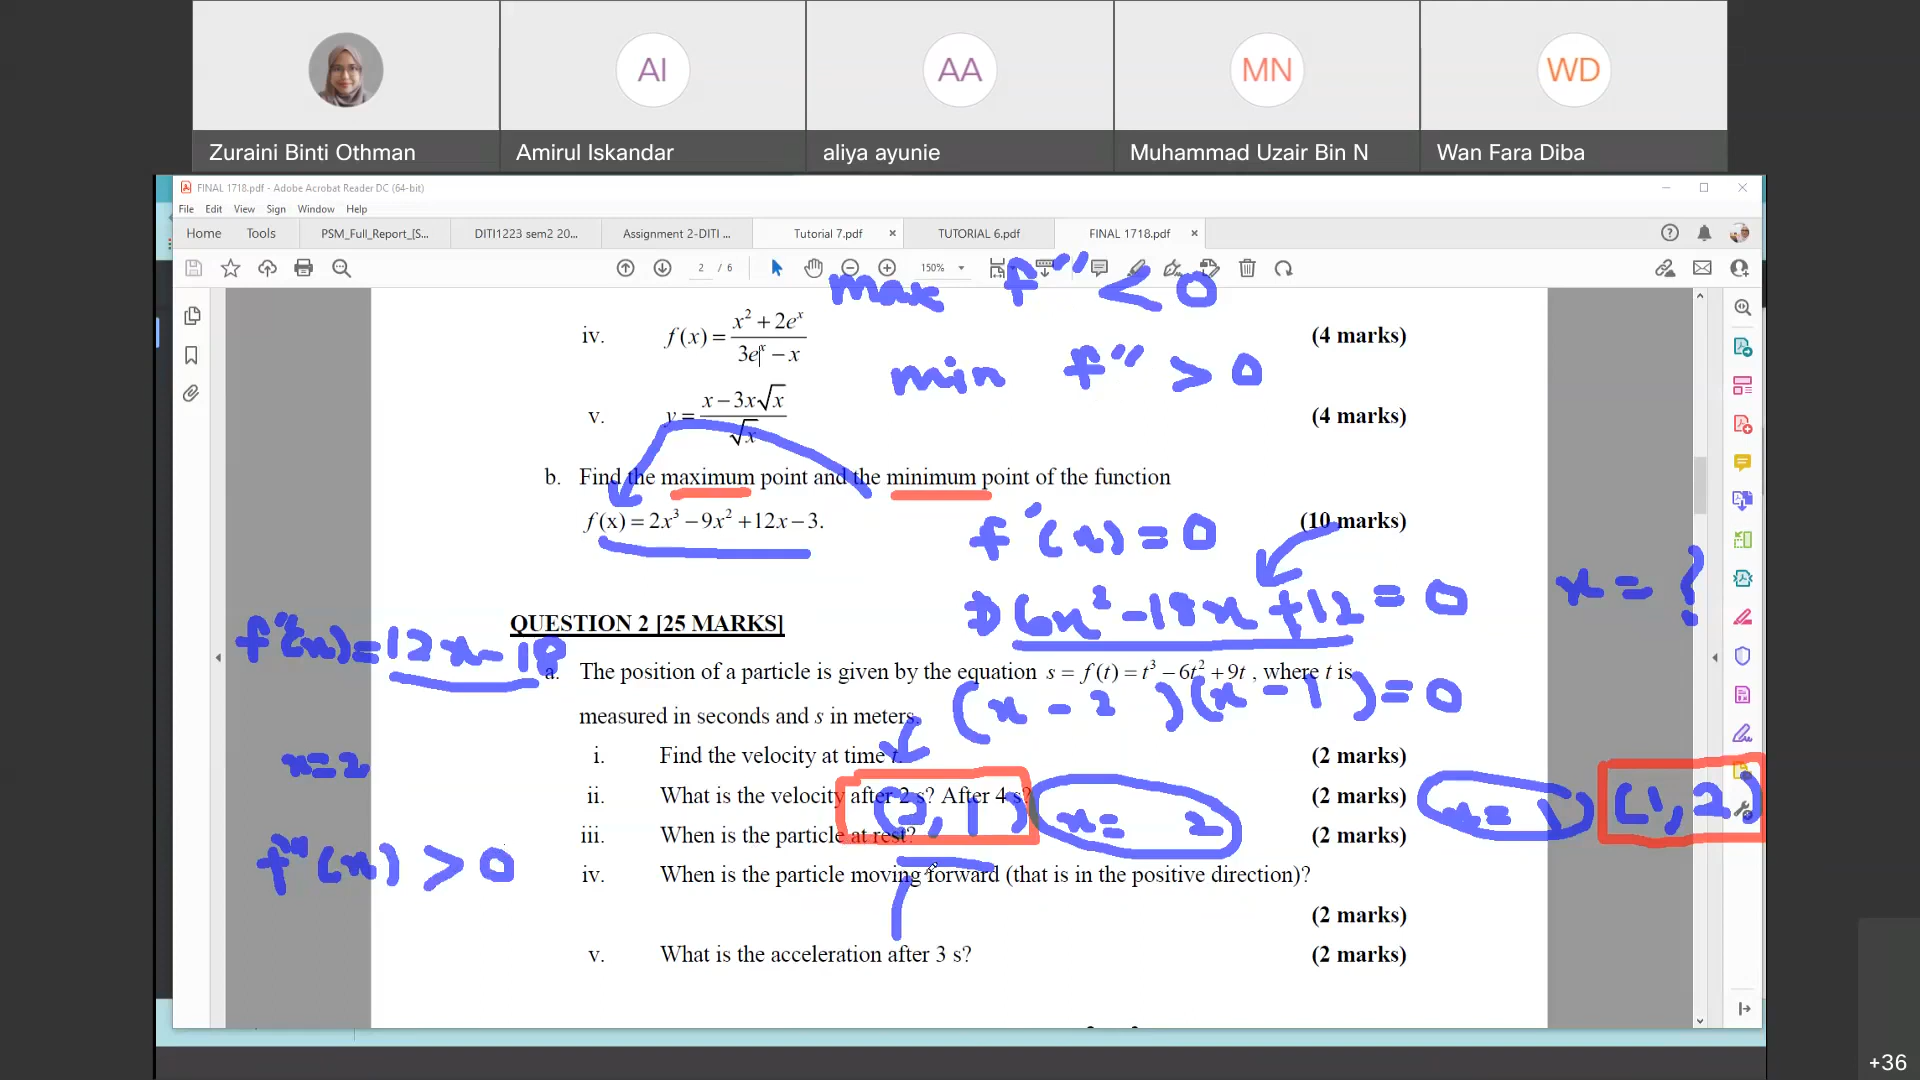 AI
AA
MN
WD
Zuraini Binti Othman
Amirul Iskandar
aliya ayunie
Muhammad Uzair Bin N
Wan Fara Diba
FINAL 1718.pdf - Adobe Acrobat Reader DC (64-bit)
File Edit View Sign Window Help
Home Tools PSM_Full_Report_(S... DITI1223 sem2 20... Assignment 2-DITI ... Tutorial 7.pdf × TUTORIAL 6.pdf FINAL 1718.pdf ×
2 / 6 150%
max f'' < 0
iv. f(x) = (x² + 2eˣ)/(3eˣ − x) (4 marks)
min f'' > 0
v. y = (x − 3x√x)/√x (4 marks)
b. Find the maximum point and the minimum point of the function
f(x) = 2x³ − 9x² + 12x − 3. (10 marks)
f'(x) = 0
6x² − 18x + 12 = 0
x = ?
QUESTION 2 [25 MARKS]
f''(x) = 12x − 18
a. The position of a particle is given by the equation s = f(t) = t³ − 6t² + 9t , where t is
(x − 2)(x − 1) = 0
measured in seconds and s in meters.
i. Find the velocity at time t. (2 marks)
x = 2
ii. What is the velocity after 2 s? After 4 s? (2 marks)
(2, 1) x = 2 x = 1 (1, 2)
iii. When is the particle at rest? (2 marks)
f''(x) > 0
iv. When is the particle moving forward (that is in the positive direction)?
(2 marks)
v. What is the acceleration after 3 s? (2 marks)
+36